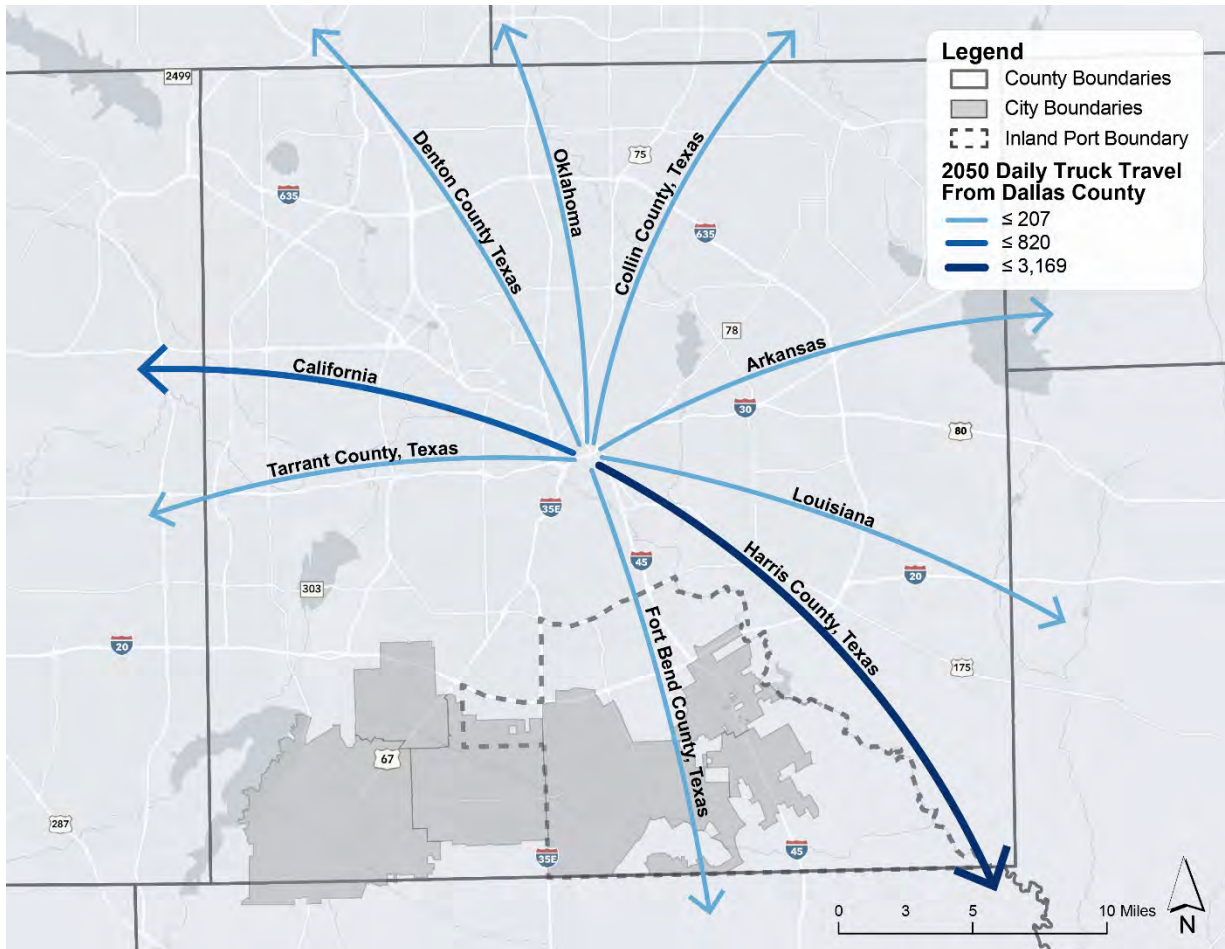 Legend
County Boundaries
City Boundaries
Inland Port Boundary
2050 Daily Truck Travel
From Dallas County
≤ 207
≤ 820
≤ 3,169
2499
Denton County Texas
Oklahoma
Collin County, Texas
75
635
635
78
Arkansas
California
30
80
Tarrant County, Texas
35E
Louisiana
45
Harris County, Texas
20
303
Fort Bend County, Texas
20
175
67
287
35E
45
0 3 5 10 Miles
N